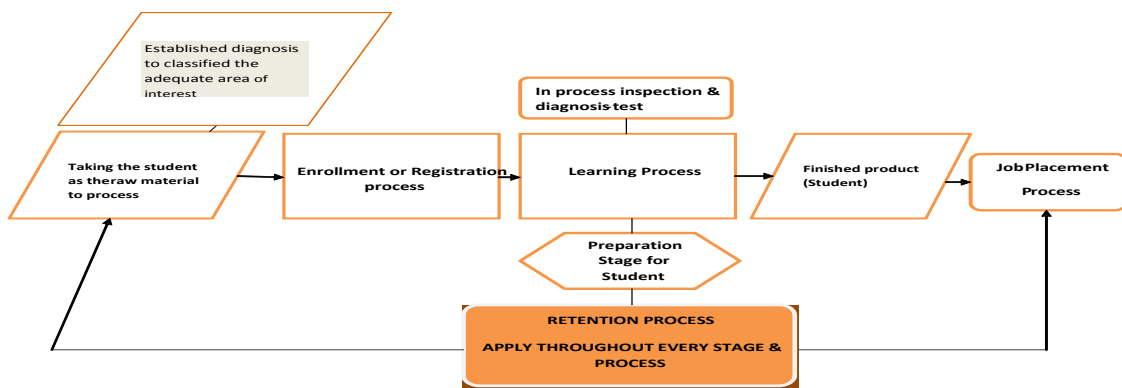 Established diagnosis
to classified the
adequate area of
interest
In process inspection &
diagnosis-test
Taking the student
as theraw material
to process
Enrollment or Registration
process
Learning Process
Finished product
(Student)
JobPlacement
Process
Preparation
Stage for
Student
RETENTION PROCESS
APPLY THROUGHOUT EVERY STAGE &
PROCESS